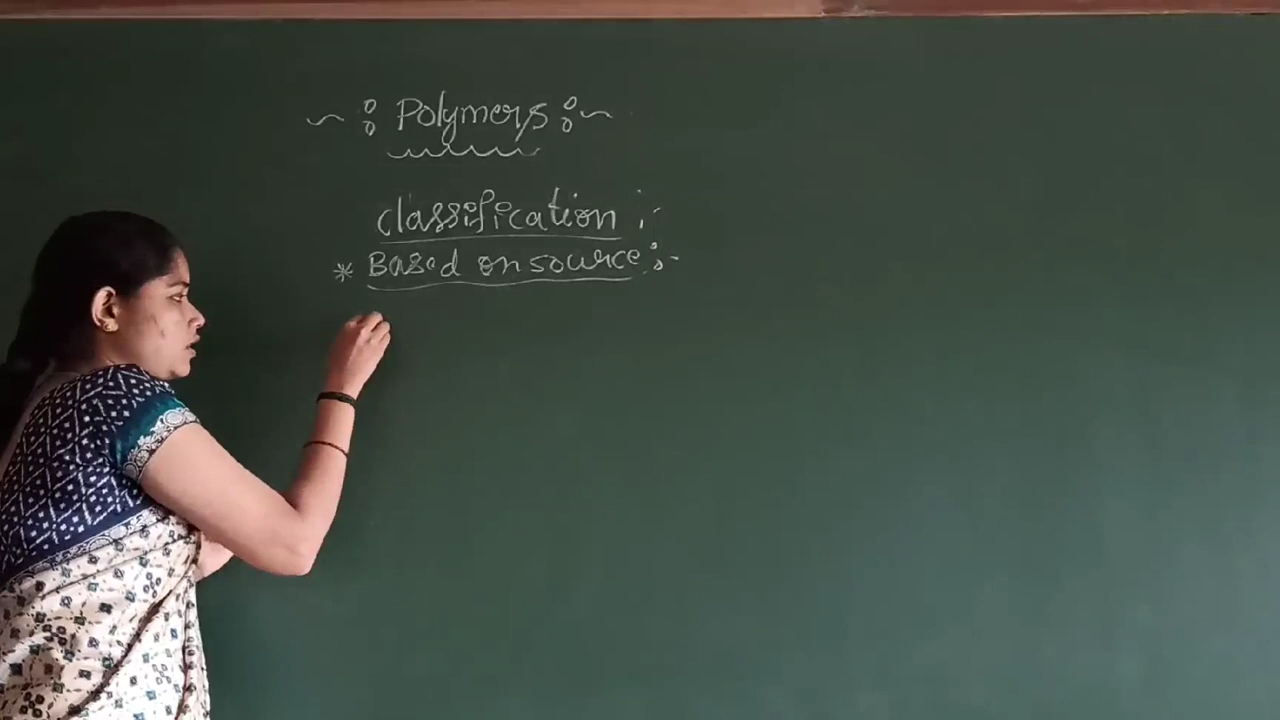 ~: Polymers :~
classification :-
* Based on source :-